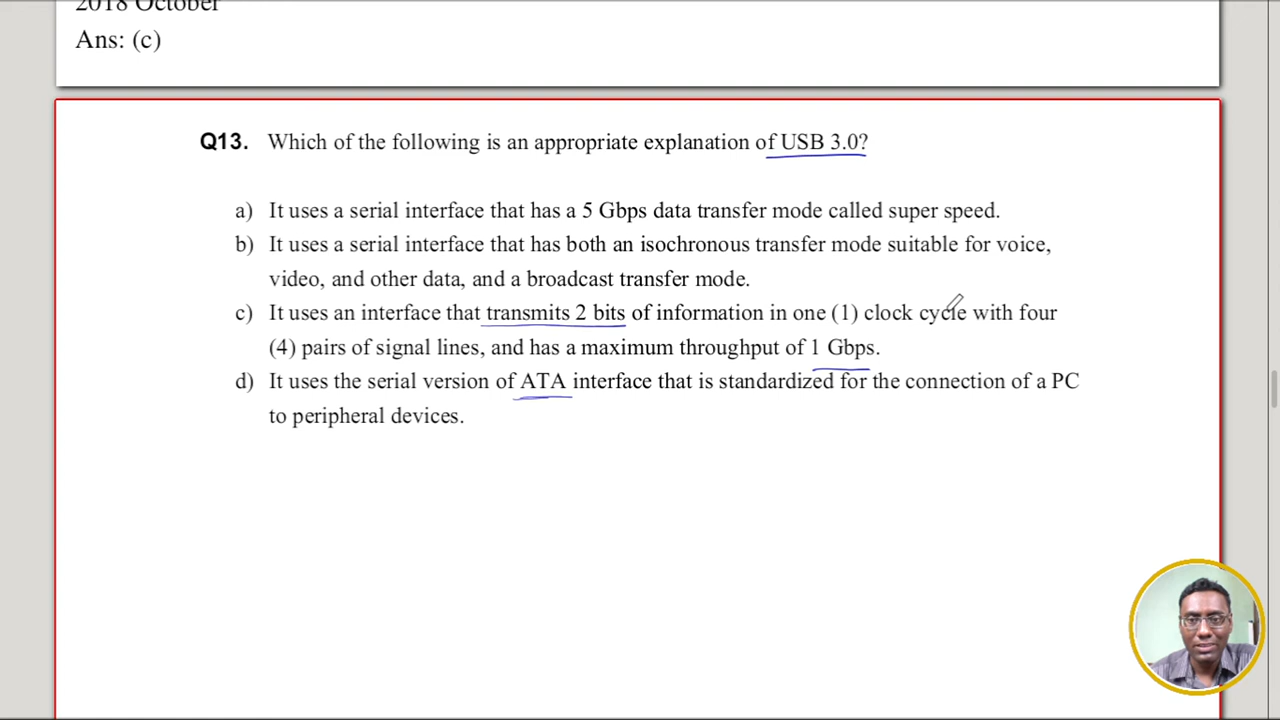 2018 October
Ans: (c)
Q13. Which of the following is an appropriate explanation of USB 3.0?
a) It uses a serial interface that has a 5 Gbps data transfer mode called super speed.
b) It uses a serial interface that has both an isochronous transfer mode suitable for voice,
video, and other data, and a broadcast transfer mode.
c) It uses an interface that transmits 2 bits of information in one (1) clock cycle with four
(4) pairs of signal lines, and has a maximum throughput of 1 Gbps.
d) It uses the serial version of ATA interface that is standardized for the connection of a PC
to peripheral devices.